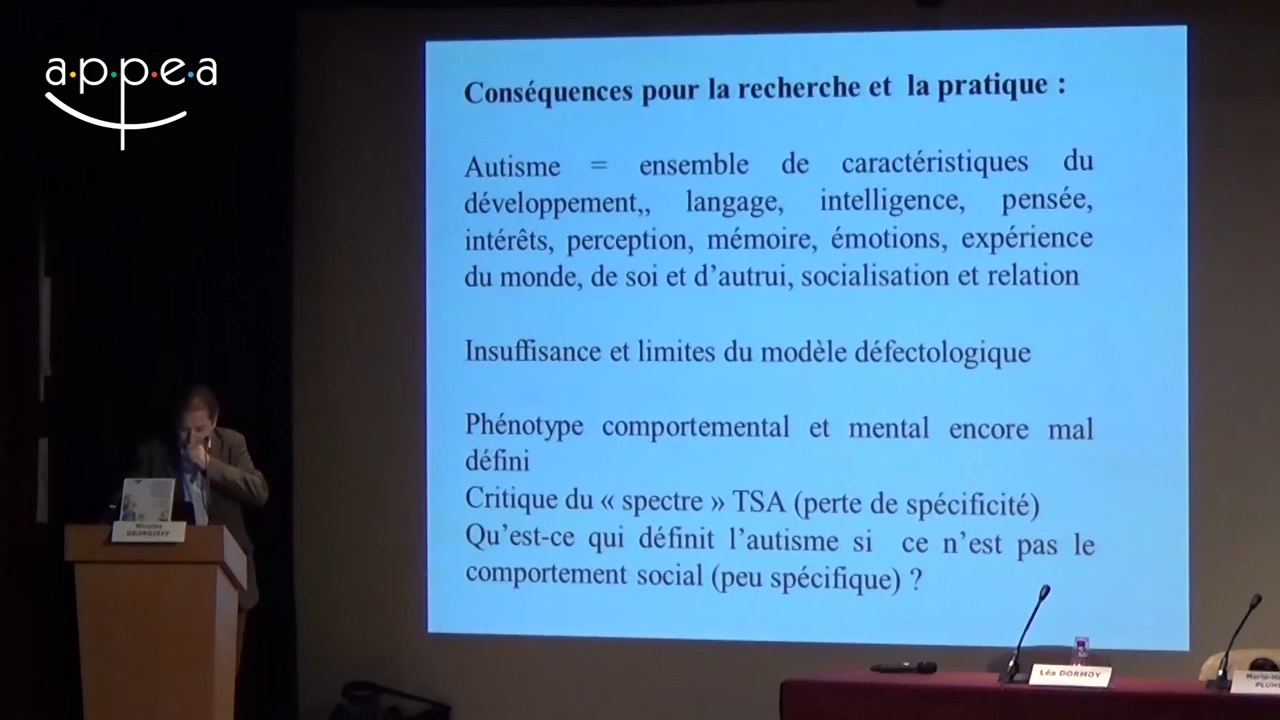 a·p·p·e·a
Conséquences pour la recherche et la pratique :
Autisme = ensemble de caractéristiques du
développement,, langage, intelligence, pensée,
intérêts, perception, mémoire, émotions, expérience
du monde, de soi et d'autrui, socialisation et relation
Insuffisance et limites du modèle défectologique
Phénotype comportemental et mental encore mal
défini
Critique du « spectre » TSA (perte de spécificité)
Qu'est-ce qui définit l'autisme si ce n'est pas le
comportement social (peu spécifique) ?
Nicolas
GEORGIEFF
Léa DORMOY